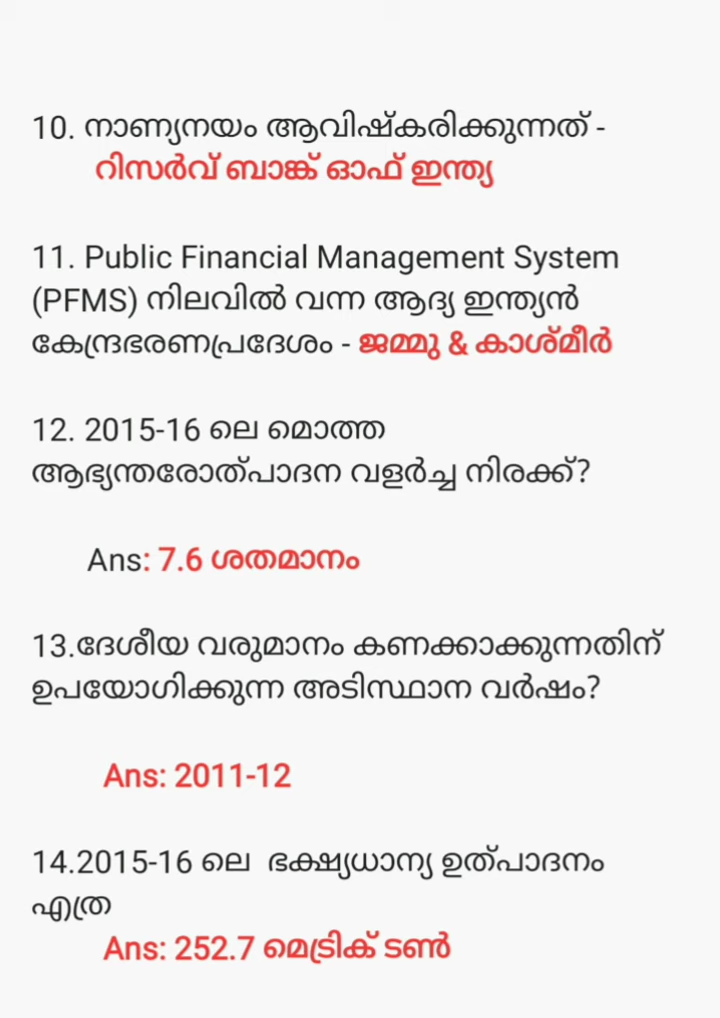 10. നാണ്യനയം ആവിഷ്കരിക്കുന്നത് -
റിസർവ് ബാങ്ക് ഓഫ് ഇന്ത്യ
11. Public Financial Management System
(PFMS) നിലവിൽ വന്ന ആദ്യ ഇന്ത്യൻ
കേന്ദ്രഭരണപ്രദേശം - ജമ്മു & കാശ്മീർ
12. 2015-16 ലെ മൊത്ത
ആഭ്യന്തരോത്പാദന വളർച്ച നിരക്ക്?
Ans: 7.6 ശതമാനം
13.ദേശീയ വരുമാനം കണക്കാക്കുന്നതിന്
ഉപയോഗിക്കുന്ന അടിസ്ഥാന വർഷം?
Ans: 2011-12
14.2015-16 ലെ  ഭക്ഷ്യധാന്യ ഉത്പാദനം
എത്ര
Ans: 252.7 മെട്രിക് ടൺ